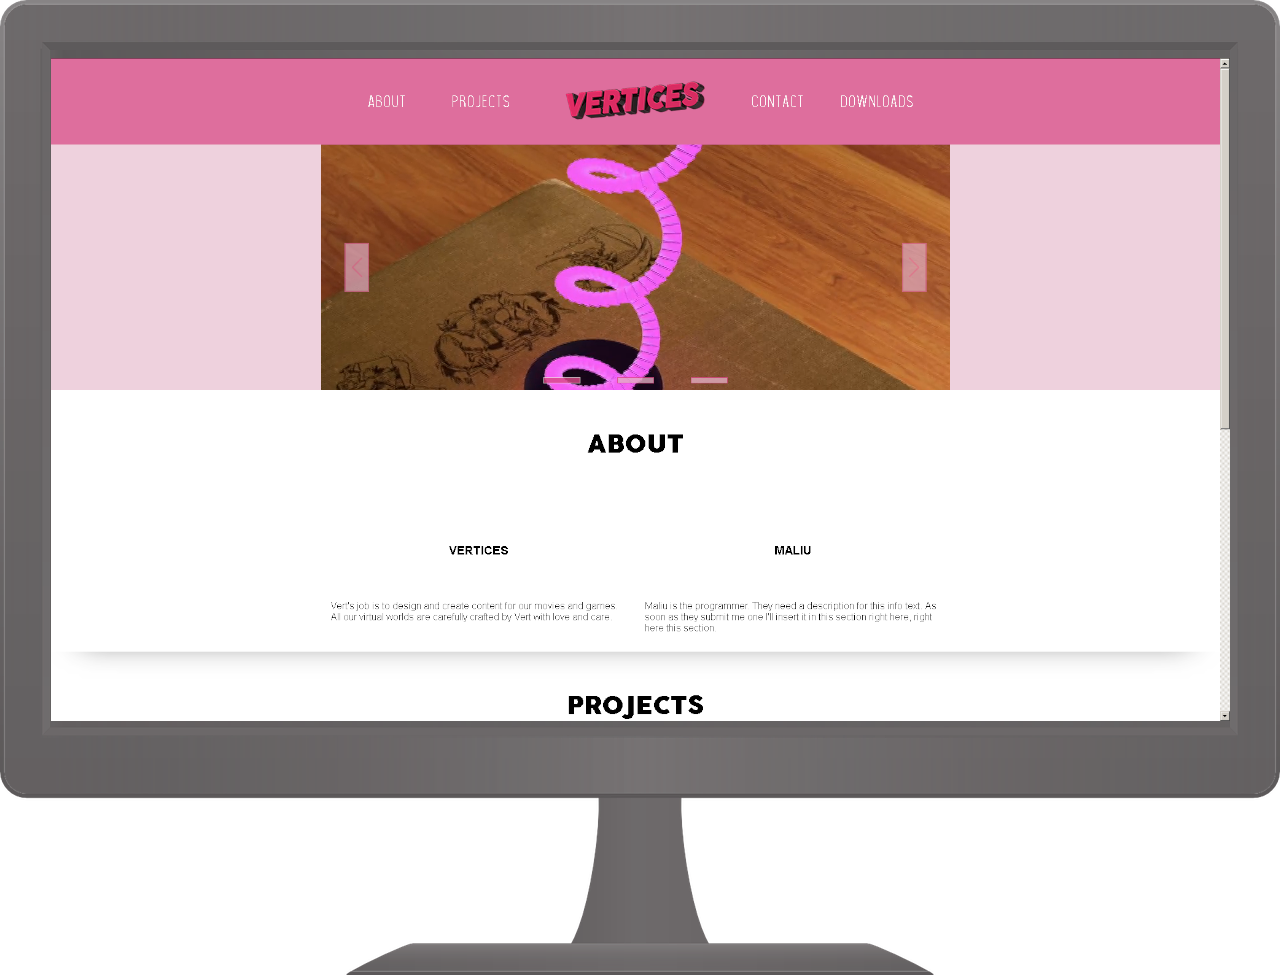 ABOUT PROJECTS VERTICES CONTACT DOWNLOADS
ABOUT
VERTICES
Vert's job is to design and create content for our movies and games.
All our virtual worlds are carefully crafted by Vert with love and care.
MALIU
Maliu is the programmer. They need a description for this info text. As
soon as they submit me one I'll insert it in this section right here, right
here this section.
PROJECTS